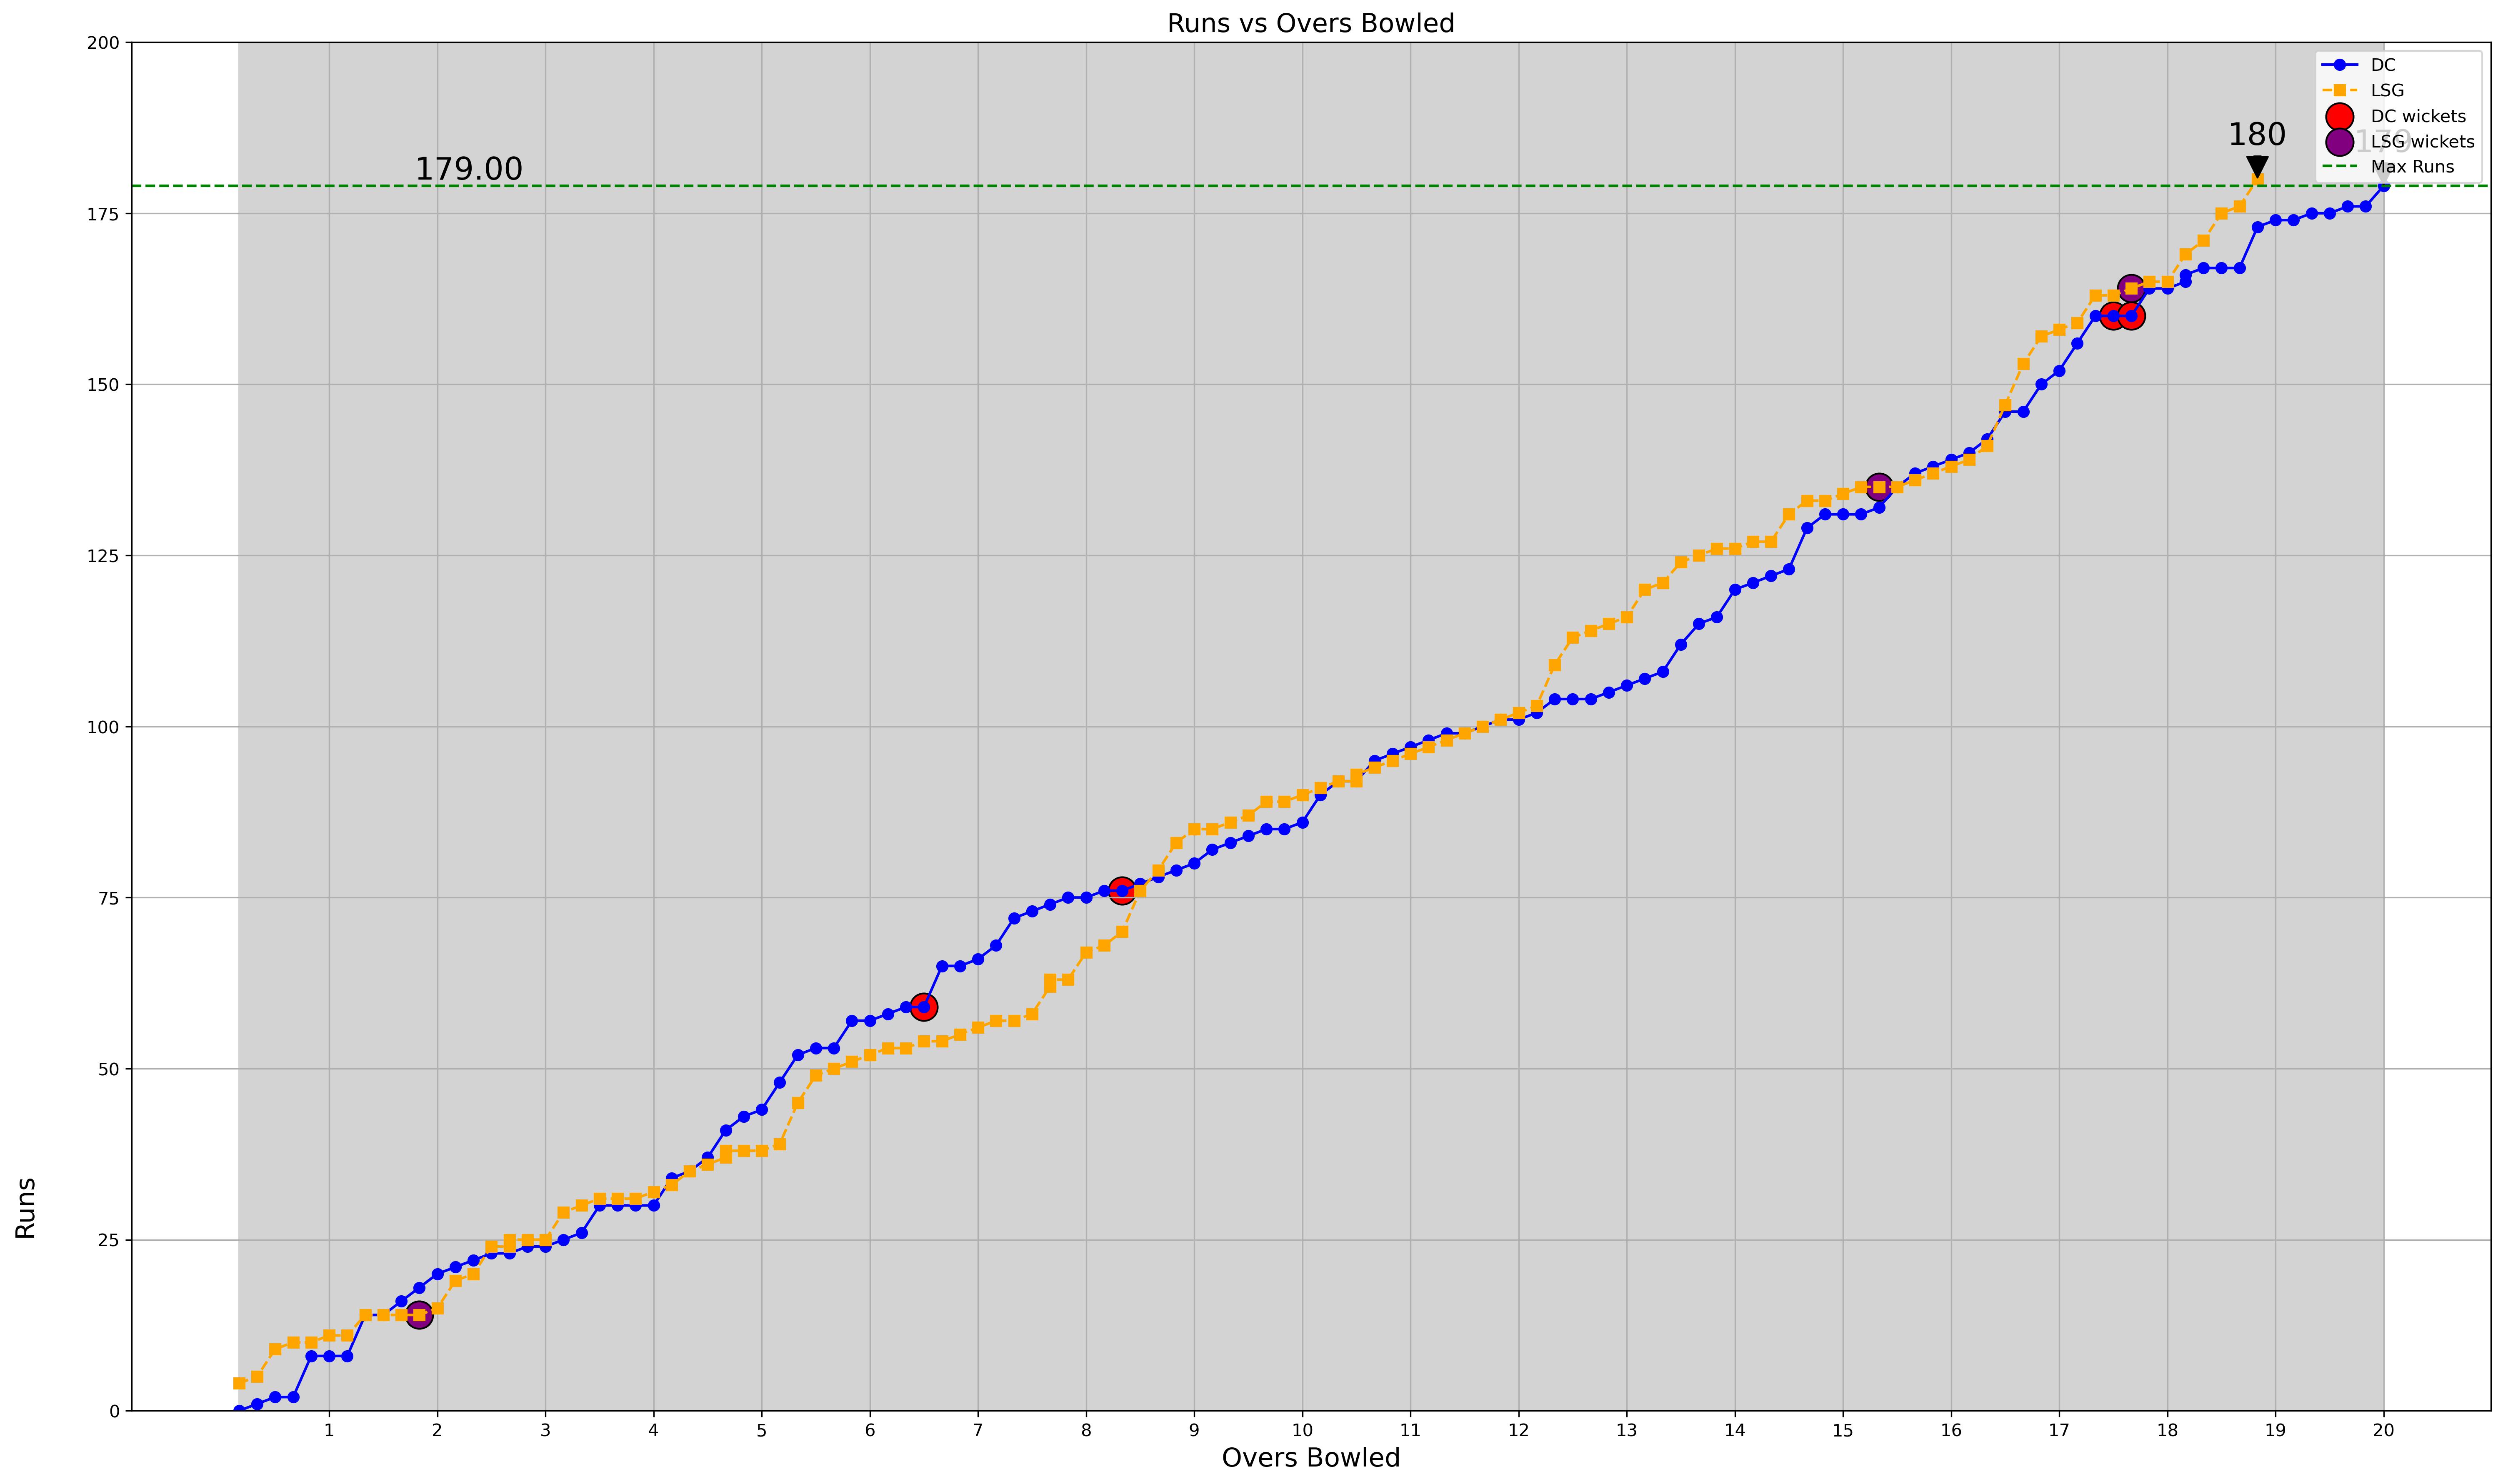 Runs vs Overs Bowled
200
175
150
125
100
75
50
25
0
Runs
179.00
180
179
DC
LSG
DC wickets
LSG wickets
Max Runs
1 2 3 4 5 6 7 8 9 10 11 12 13 14 15 16 17 18 19 20
Overs Bowled